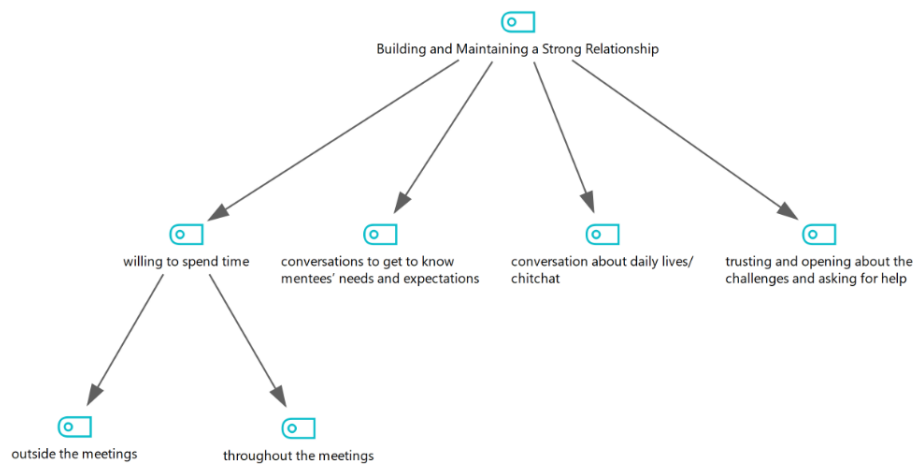 Building and Maintaining a Strong Relationship
willing to spend time
conversations to get to know
mentees’ needs and expectations
conversation about daily lives/
chitchat
trusting and opening about the
challenges and asking for help
outside the meetings
throughout the meetings